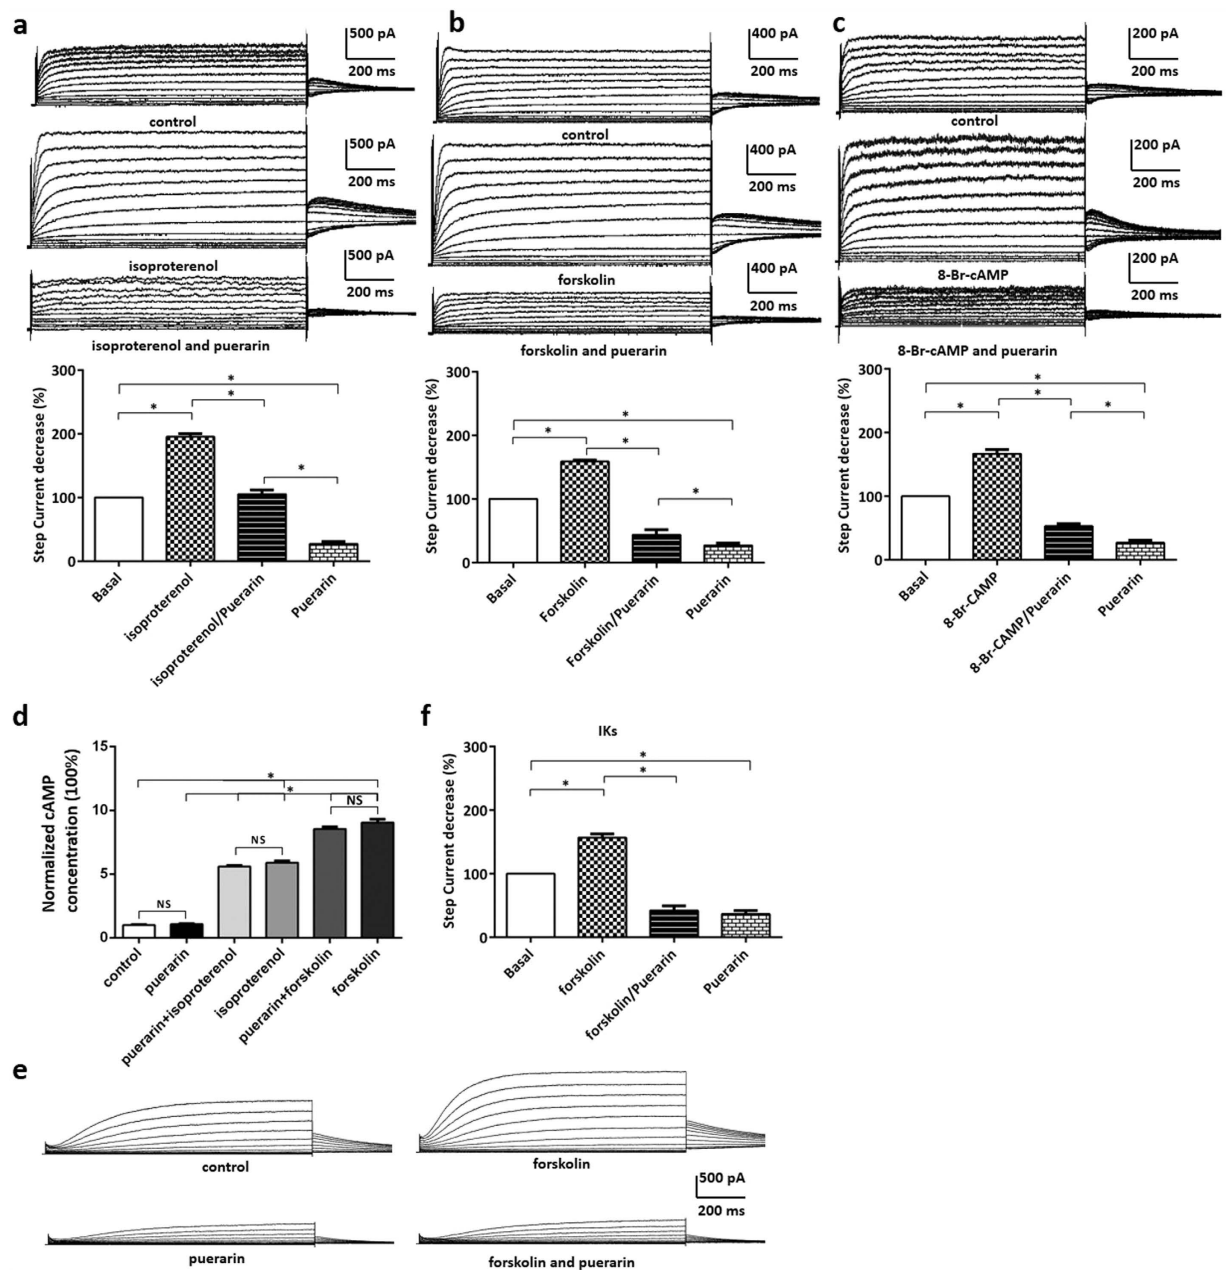 a
500 pA
200 ms
control
500 pA
200 ms
isoproterenol
500 pA
200 ms
isoproterenol and puerarin
Step Current decrease (%)
300
200
100
0
*
*
*
*
Basal
isoproterenol
isoproterenol/Puerarin
Puerarin
b
400 pA
200 ms
control
400 pA
200 ms
forskolin
400 pA
200 ms
forskolin and puerarin
Step Current decrease (%)
300
200
100
0
*
*
*
*
Basal
Forskolin
Forskolin/Puerarin
Puerarin
c
200 pA
200 ms
control
200 pA
200 ms
8-Br-cAMP
200 pA
200 ms
8-Br-cAMP and puerarin
Step Current decrease (%)
300
200
100
0
*
*
*
*
Basal
8-Br-CAMP
8-Br-CAMP/Puerarin
Puerarin
d
Normalized cAMP
concentration (100%)
15
10
5
0
*
*
NS
NS
NS
control
puerarin
puerarin+isoproterenol
isoproterenol
puerarin+forskolin
forskolin
f
IKs
Step Current decrease (%)
300
200
100
0
*
*
*
Basal
forskolin
forskolin/Puerarin
Puerarin
e
control
forskolin
500 pA
200 ms
puerarin
forskolin and puerarin